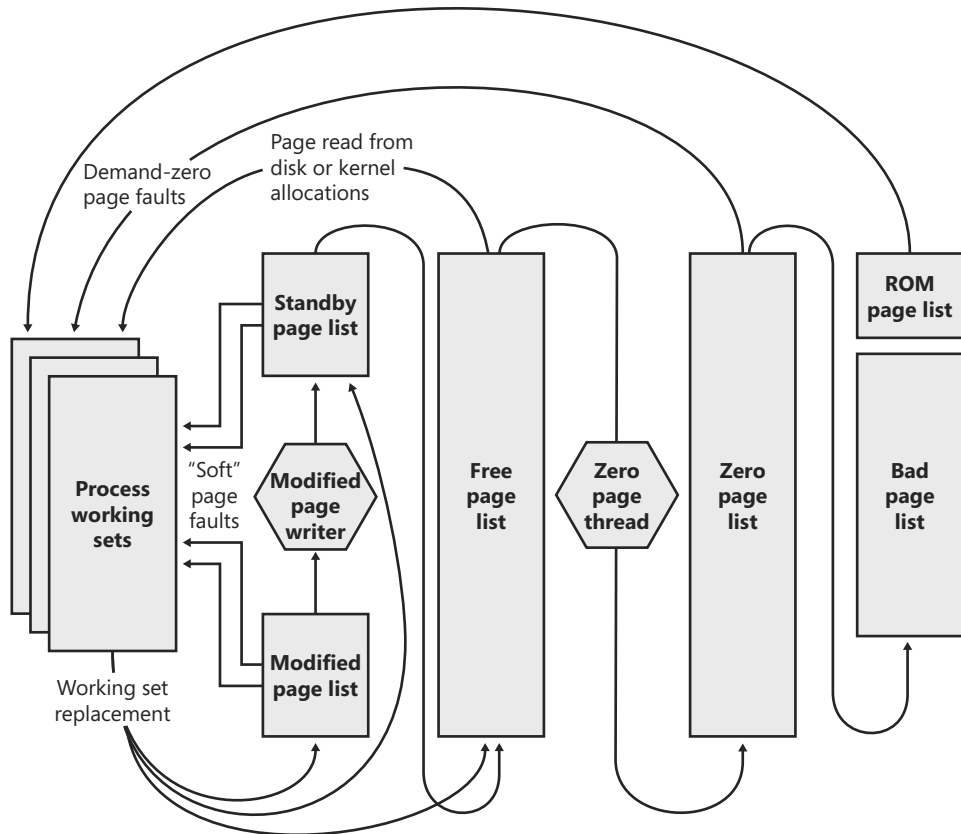 Demand-zero
page faults
Page read from
disk or kernel
allocations
Standby
page list
ROM
page list
Process
working
sets
“Soft”
page
faults
Modified
page
writer
Free
page
list
Zero
page
thread
Zero
page
list
Bad
page
list
Modified
page list
Working set
replacement